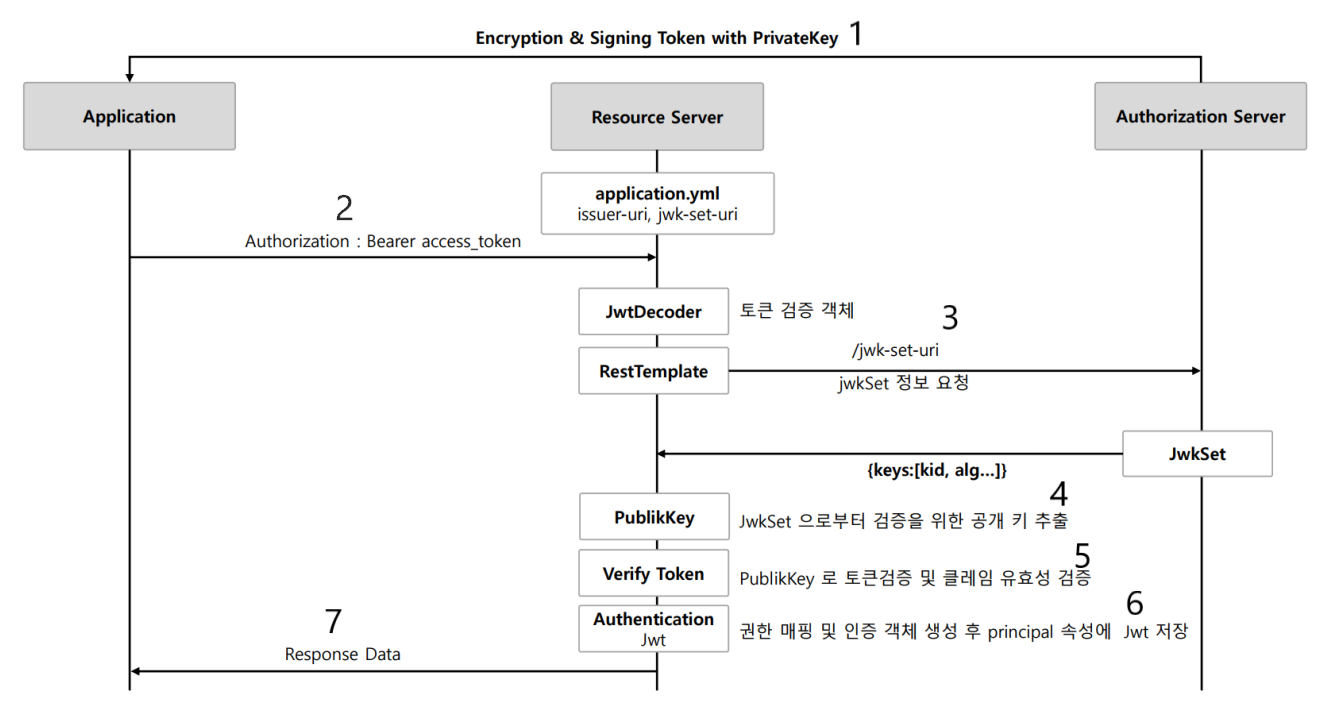 Encryption & Signing Token with PrivateKey 1
Application
Resource Server
Authorization Server
application.yml
issuer-uri, jwk-set-uri
2
Authorization : Bearer access_token
JwtDecoder
토큰 검증 객체
3
/jwk-set-uri
RestTemplate
jwkSet 정보 요청
JwkSet
{keys:[kid, alg...]}
4
PublikKey
JwkSet 으로부터 검증을 위한 공개 키 추출
5
Verify Token
PublikKey 로 토큰검증 및 클레임 유효성 검증
6
Authentication
Jwt
권한 매핑 및 인증 객체 생성 후 principal 속성에 Jwt 저장
7
Response Data